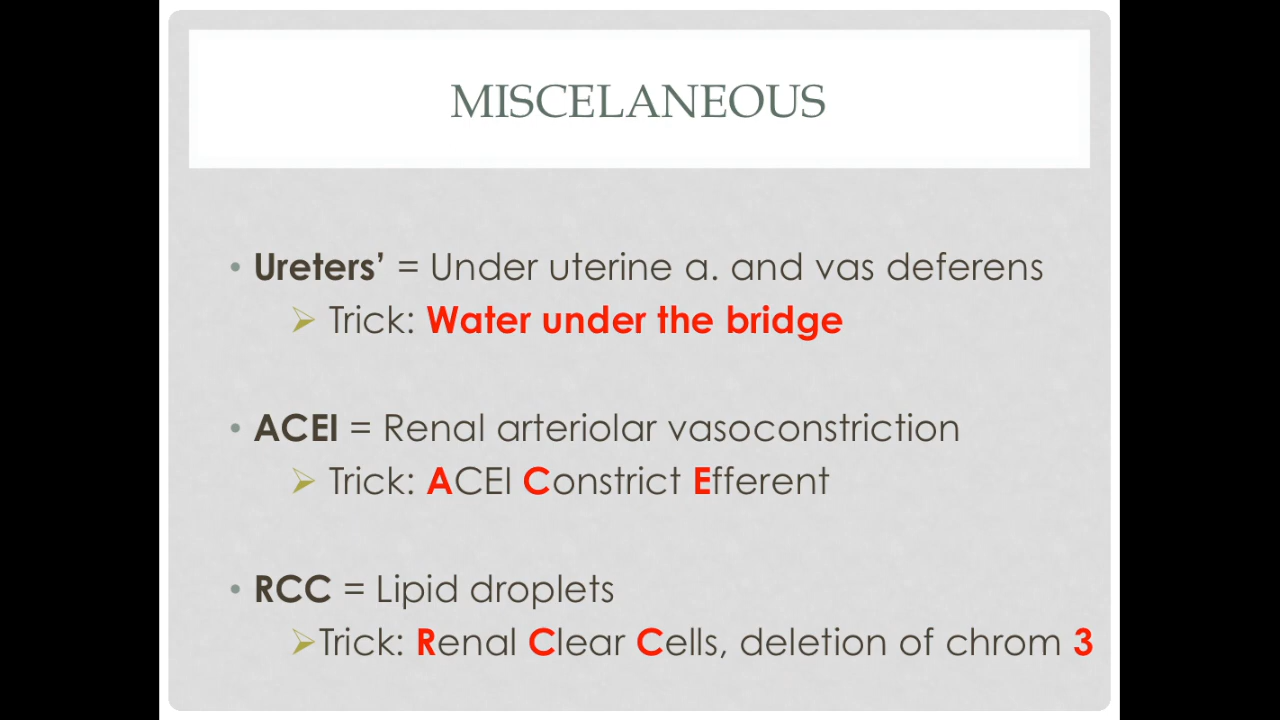 MISCELANEOUS
• Ureters’ = Under uterine a. and vas deferens
➢ Trick: Water under the bridge
• ACEI = Renal arteriolar vasoconstriction
➢ Trick: ACEI Constrict Efferent
• RCC = Lipid droplets
➢Trick: Renal Clear Cells, deletion of chrom 3